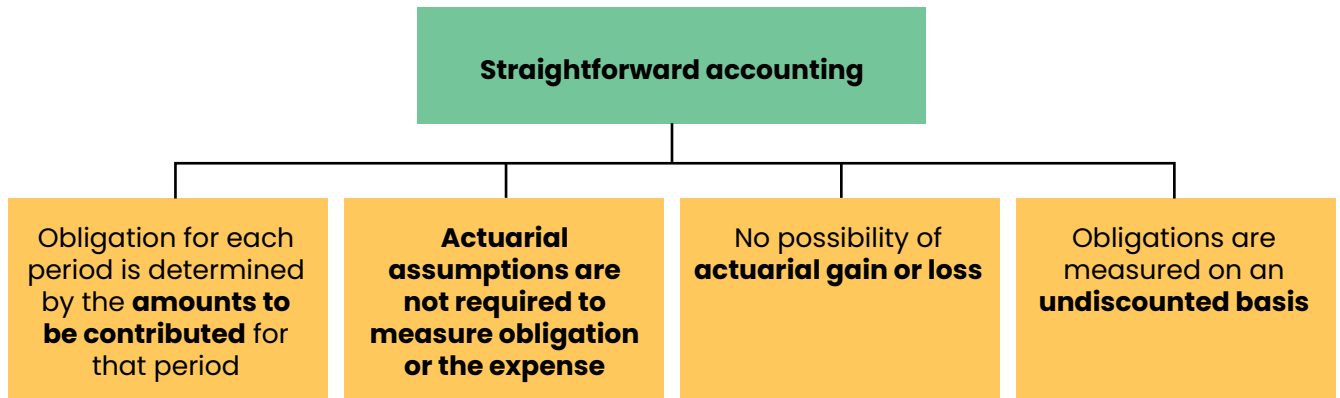 Straightforward accounting
Obligation for each
period is determined
by the amounts to
be contributed for
that period
Actuarial
assumptions are
not required to
measure obligation
or the expense
No possibility of
actuarial gain or loss
Obligations are
measured on an
undiscounted basis